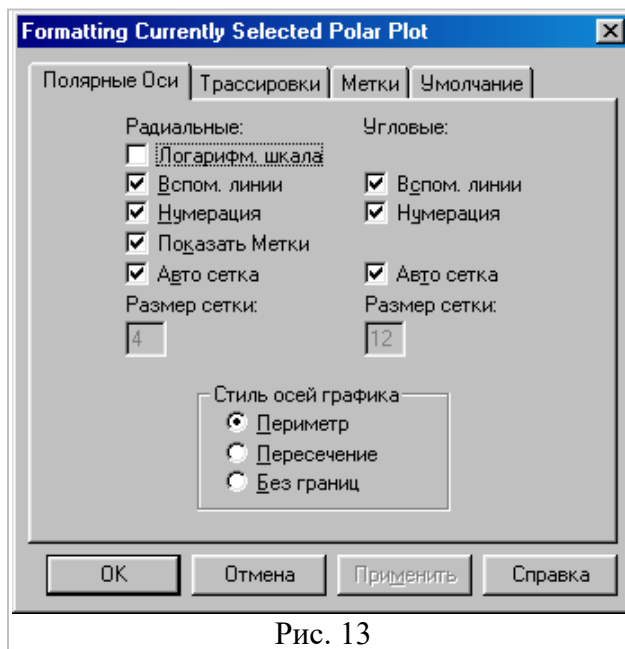 Formatting Currently Selected Polar Plot
Полярные Оси Трассировки Метки Умолчание
Радиальные: Угловые:
Логарифм. шкала
Вспом. линии Вспом. линии
Нумерация Нумерация
Показать Метки
Авто сетка Авто сетка
Размер сетки: Размер сетки:
4 12
Стиль осей графика
Периметр
Пересечение
Без границ
OK Отмена Применить Справка
Рис. 13